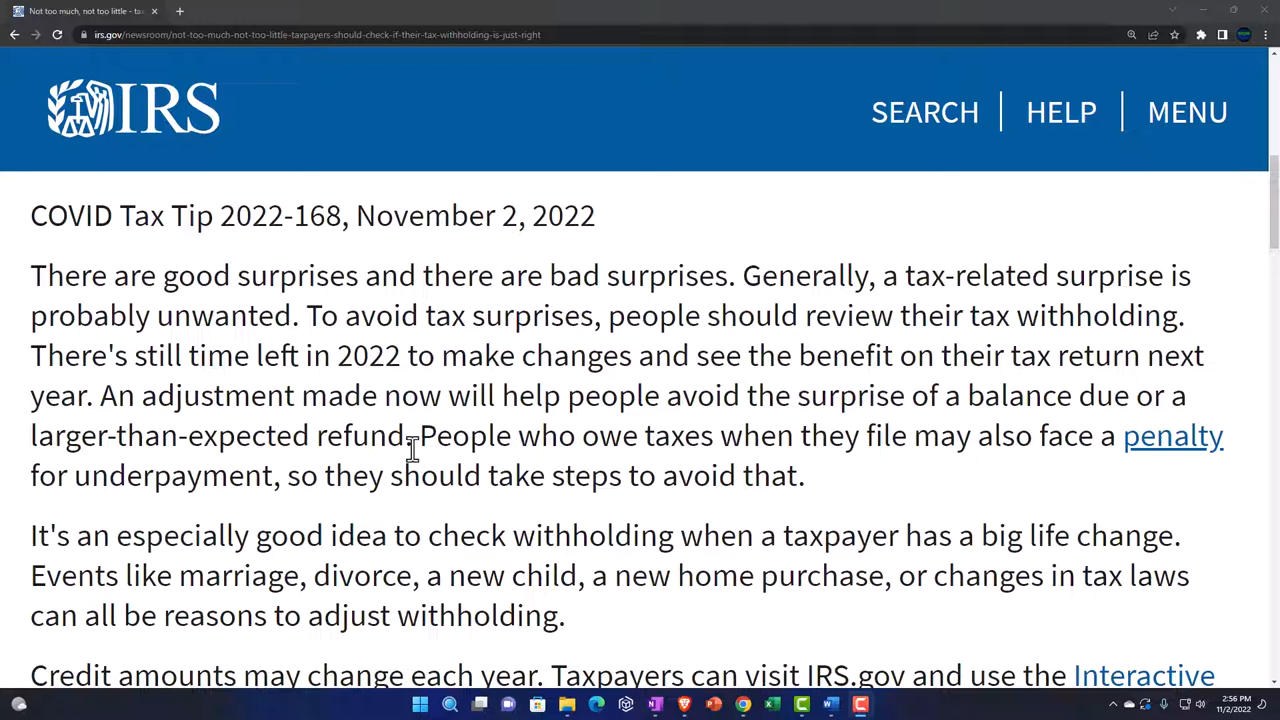 Not too much, not too little - ta
irs.gov/newsroom/not-too-much-not-too-little-taxpayers-should-check-if-their-tax-withholding-is-just-right
IRS
SEARCH
HELP
MENU
COVID Tax Tip 2022-168, November 2, 2022
There are good surprises and there are bad surprises. Generally, a tax-related surprise is
probably unwanted. To avoid tax surprises, people should review their tax withholding.
There's still time left in 2022 to make changes and see the benefit on their tax return next
year. An adjustment made now will help people avoid the surprise of a balance due or a
larger-than-expected refund. People who owe taxes when they file may also face a penalty
for underpayment, so they should take steps to avoid that.
It's an especially good idea to check withholding when a taxpayer has a big life change.
Events like marriage, divorce, a new child, a new home purchase, or changes in tax laws
can all be reasons to adjust withholding.
Credit amounts may change each year. Taxpayers can visit IRS.gov and use the Interactive
2:56 PM
11/2/2022